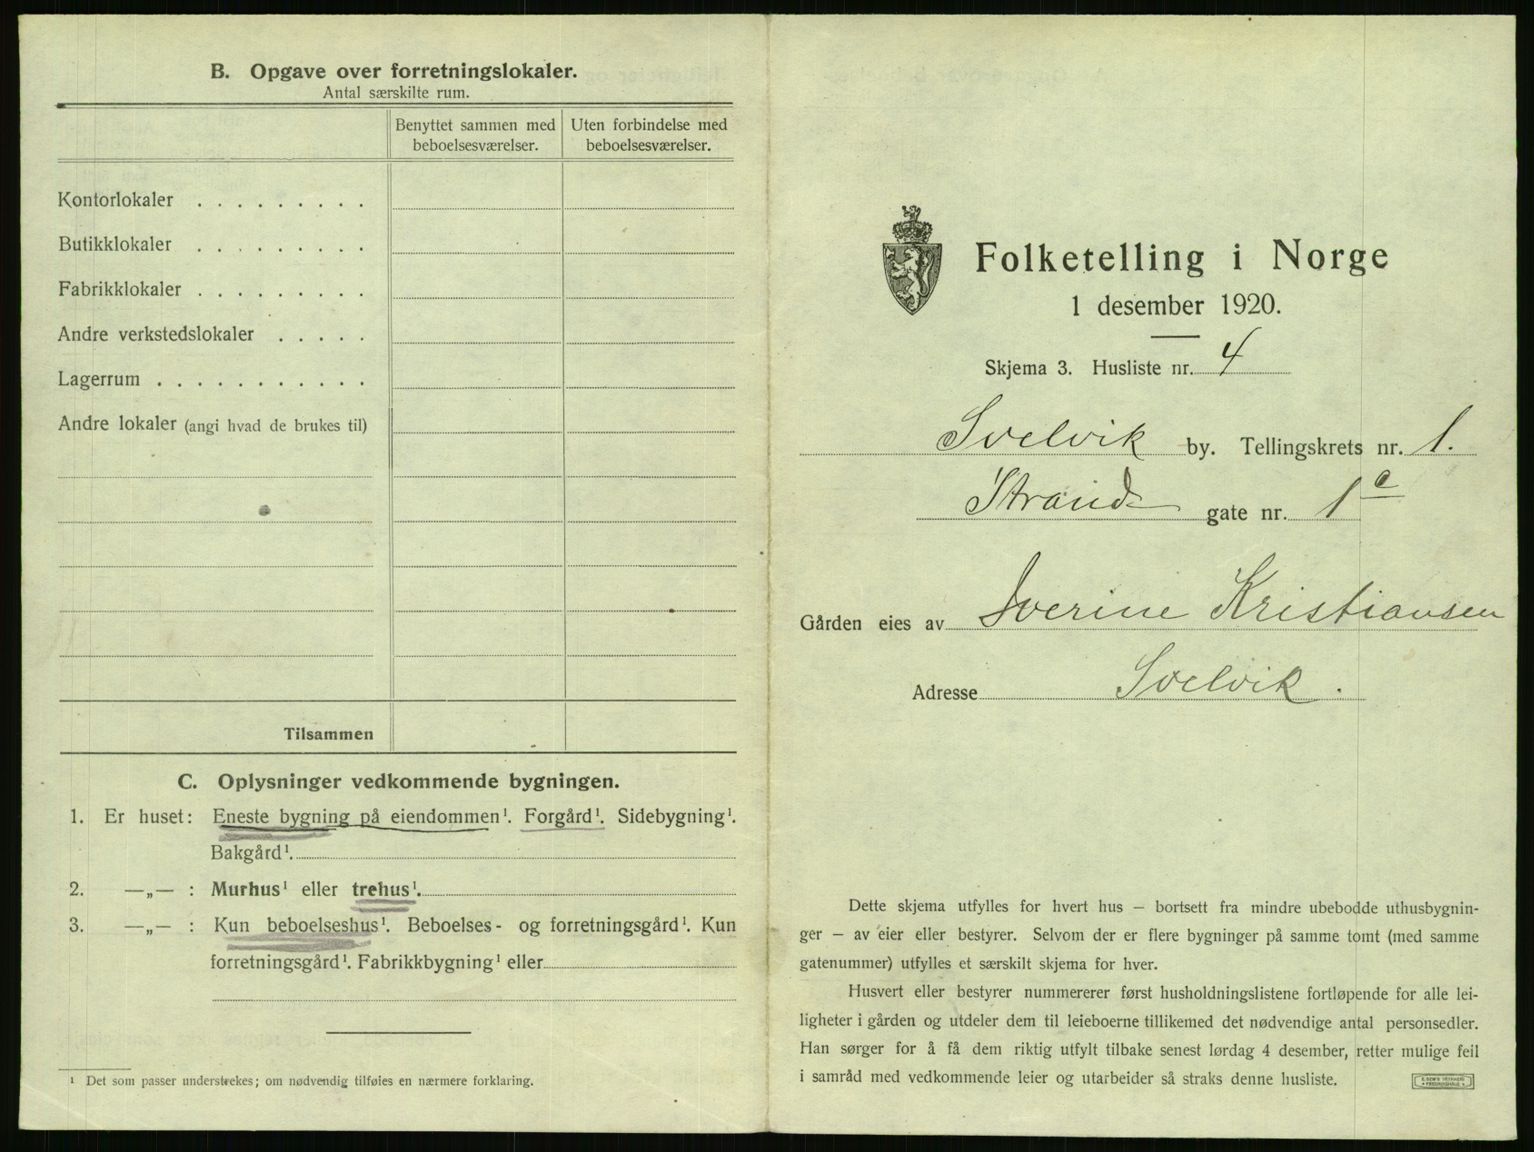 B. Opgave over forretningslokaler.
Antal særskilte rum.
Benyttet sammen med beboelsesværelser.
Uten forbindelse med beboelsesværelser.
Kontorlokaler . . . . . . . . .
Butikklokaler . . . . . . . . .
Fabrikklokaler . . . . . . . . .
Andre verkstedslokaler . . . . .
Lagerrum . . . . . . . . . . .
Andre lokaler (angi hvad de brukes til)
Tilsammen
C. Oplysninger vedkommende bygningen.
1. Er huset: Eneste bygning på eiendommen¹. Forgård¹. Sidebygning¹.
Bakgård¹.
2. —„— : Murhus¹ eller trehus¹.
3. —„— : Kun beboelseshus¹. Beboelses- og forretningsgård¹. Kun
forretningsgård¹. Fabrikkbygning¹ eller
¹ Det som passer understrekes; om nødvendig tilføies en nærmere forklaring.
Folketelling i Norge
1 desember 1920.
Skjema 3. Husliste nr. 4
Svelvik by. Tellingskrets nr. 1.
Strand gate nr. 1c
Gården eies av Iverine Kristiansen
Adresse Svelvik.
Dette skjema utfylles for hvert hus — bortsett fra mindre ubebodde uthusbygnin-
ger — av eier eller bestyrer. Selvom der er flere bygninger på samme tomt (med samme
gatenummer) utfylles et særskilt skjema for hver.
Husvert eller bestyrer nummererer først husholdningslistene fortløpende for alle lei-
ligheter i gården og utdeler dem til leieboerne tillikemed det nødvendige antal personsedler.
Han sørger for å få dem riktig utfylt tilbake senest lørdag 4 desember, retter mulige feil
i samråd med vedkommende leier og utarbeider så straks denne husliste.